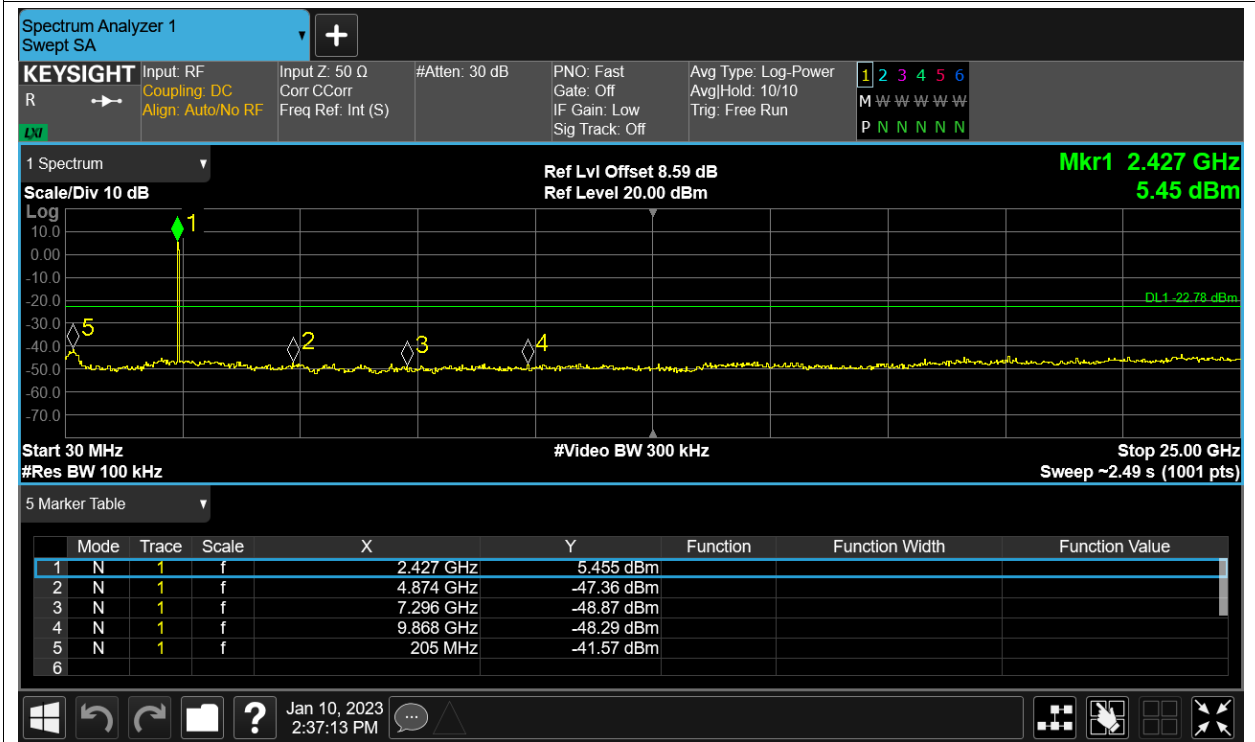 Spectrum Analyzer 1
Swept SA
KEYSIGHT
R
LXI
Input: RF
Coupling: DC
Align: Auto/No RF
Input Z: 50 Ω
Corr CCorr
Freq Ref: Int (S)
#Atten: 30 dB
PNO: Fast
Gate: Off
IF Gain: Low
Sig Track: Off
Avg Type: Log-Power
Avg|Hold: 10/10
Trig: Free Run
1 2 3 4 5 6
M W W W W W
P N N N N N
1 Spectrum
Scale/Div 10 dB
Ref Lvl Offset 8.59 dB
Ref Level 20.00 dBm
Mkr1 2.427 GHz
5.45 dBm
Log
10.0
0.00
-10.0
-20.0
-30.0
-40.0
-50.0
-60.0
-70.0
1
DL1 -22.78 dBm
5
2
3
4
Start 30 MHz
#Res BW 100 kHz
#Video BW 300 kHz
Stop 25.00 GHz
Sweep ~2.49 s (1001 pts)
5 Marker Table
Mode Trace Scale X Y Function Function Width Function Value
1 N 1 f 2.427 GHz 5.455 dBm
2 N 1 f 4.874 GHz -47.36 dBm
3 N 1 f 7.296 GHz -48.87 dBm
4 N 1 f 9.868 GHz -48.29 dBm
5 N 1 f 205 MHz -41.57 dBm
6
?
Jan 10, 2023
2:37:13 PM